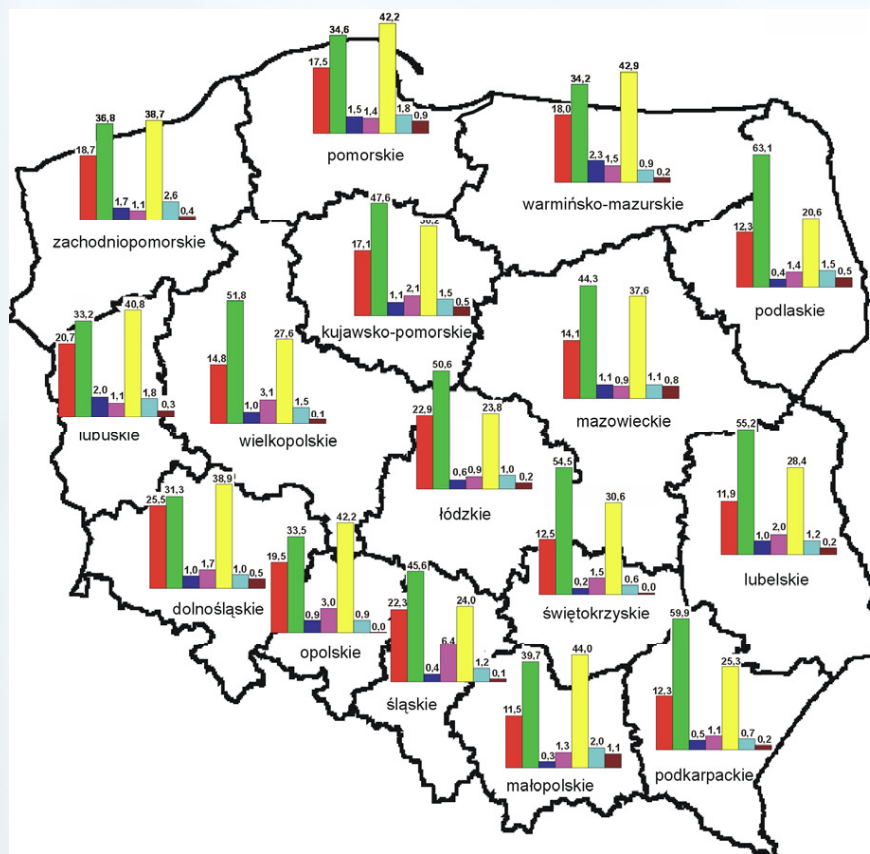 17,5 34,6 1,5 1,4 42,2 1,8 0,9
pomorskie
18,0 34,2 2,3 1,5 42,9 0,9 0,2
warmińsko-mazurskie
18,7 36,8 1,7 1,1 38,7 2,6 0,4
zachodniopomorskie
12,3 63,1 0,4 1,4 20,6 1,5 0,5
podlaskie
17,1 47,6 1,1 2,1 30,2 1,5 0,5
kujawsko-pomorskie
14,1 44,3 1,1 0,9 37,6 1,1 0,8
mazowieckie
20,7 33,2 2,0 1,1 40,8 1,8 0,3
lubuskie
14,8 51,8 1,0 3,1 27,6 1,5 0,1
wielkopolskie
22,9 50,6 0,6 0,9 23,8 1,0 0,2
łódzkie
11,9 55,2 1,0 2,0 28,4 1,2 0,2
lubelskie
25,5 31,3 1,0 1,7 38,9 1,0 0,5
dolnośląskie
12,5 54,5 0,2 1,5 30,6 0,6 0,0
świętokrzyskie
19,5 33,5 0,9 3,0 42,2 0,9 0,0
opolskie
22,3 45,6 0,4 6,4 24,0 1,2 0,1
śląskie
11,5 39,7 0,3 1,3 44,0 2,0 1,1
małopolskie
12,3 59,9 0,5 1,1 25,3 0,7 0,2
podkarpackie